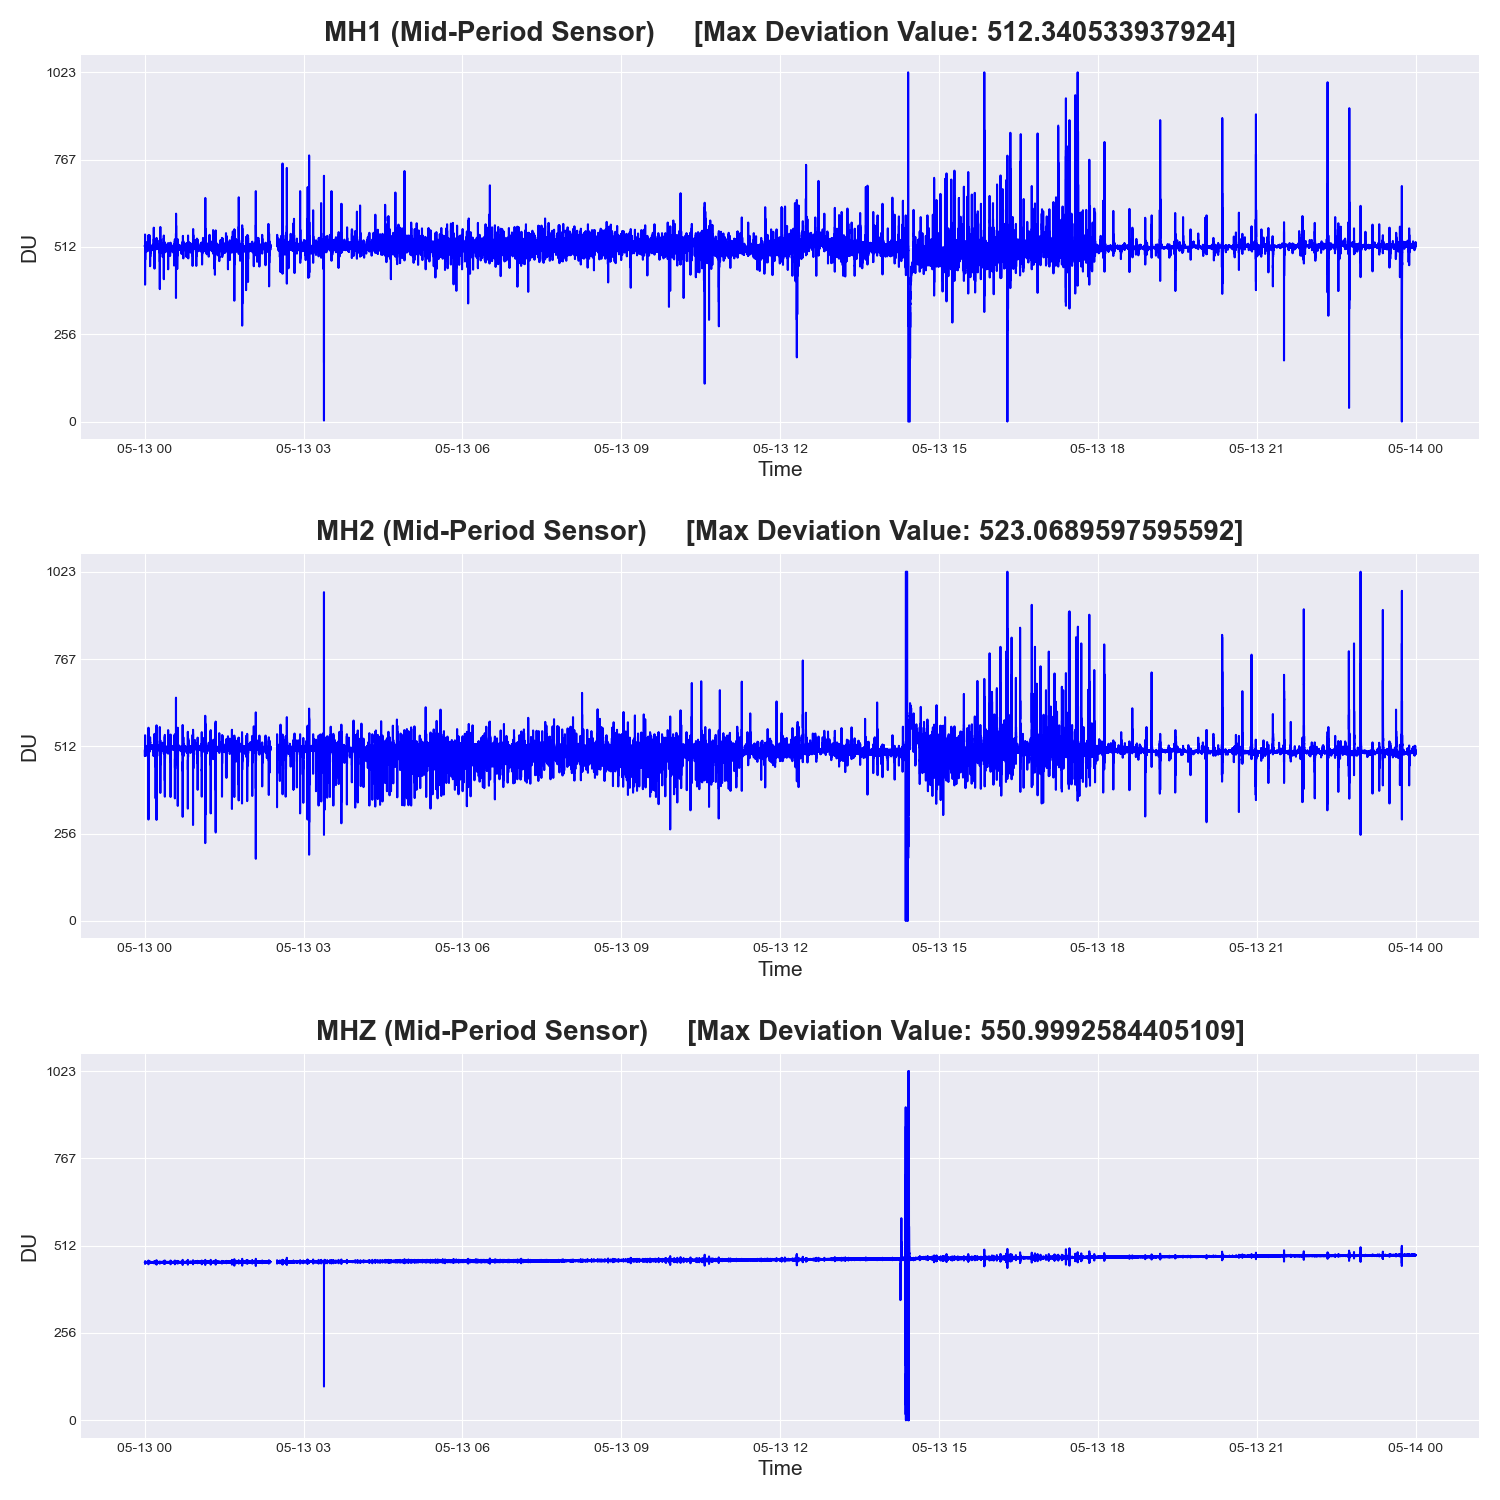 MH1 (Mid-Period Sensor) [Max Deviation Value: 512.340533937924]
1023
767
512
256
0
DU
05-13 00 05-13 03 05-13 06 05-13 09 05-13 12 05-13 15 05-13 18 05-13 21 05-14 00
Time
MH2 (Mid-Period Sensor) [Max Deviation Value: 523.0689597595592]
1023
767
512
256
0
DU
05-13 00 05-13 03 05-13 06 05-13 09 05-13 12 05-13 15 05-13 18 05-13 21 05-14 00
Time
MHZ (Mid-Period Sensor) [Max Deviation Value: 550.9992584405109]
1023
767
512
256
0
DU
05-13 00 05-13 03 05-13 06 05-13 09 05-13 12 05-13 15 05-13 18 05-13 21 05-14 00
Time